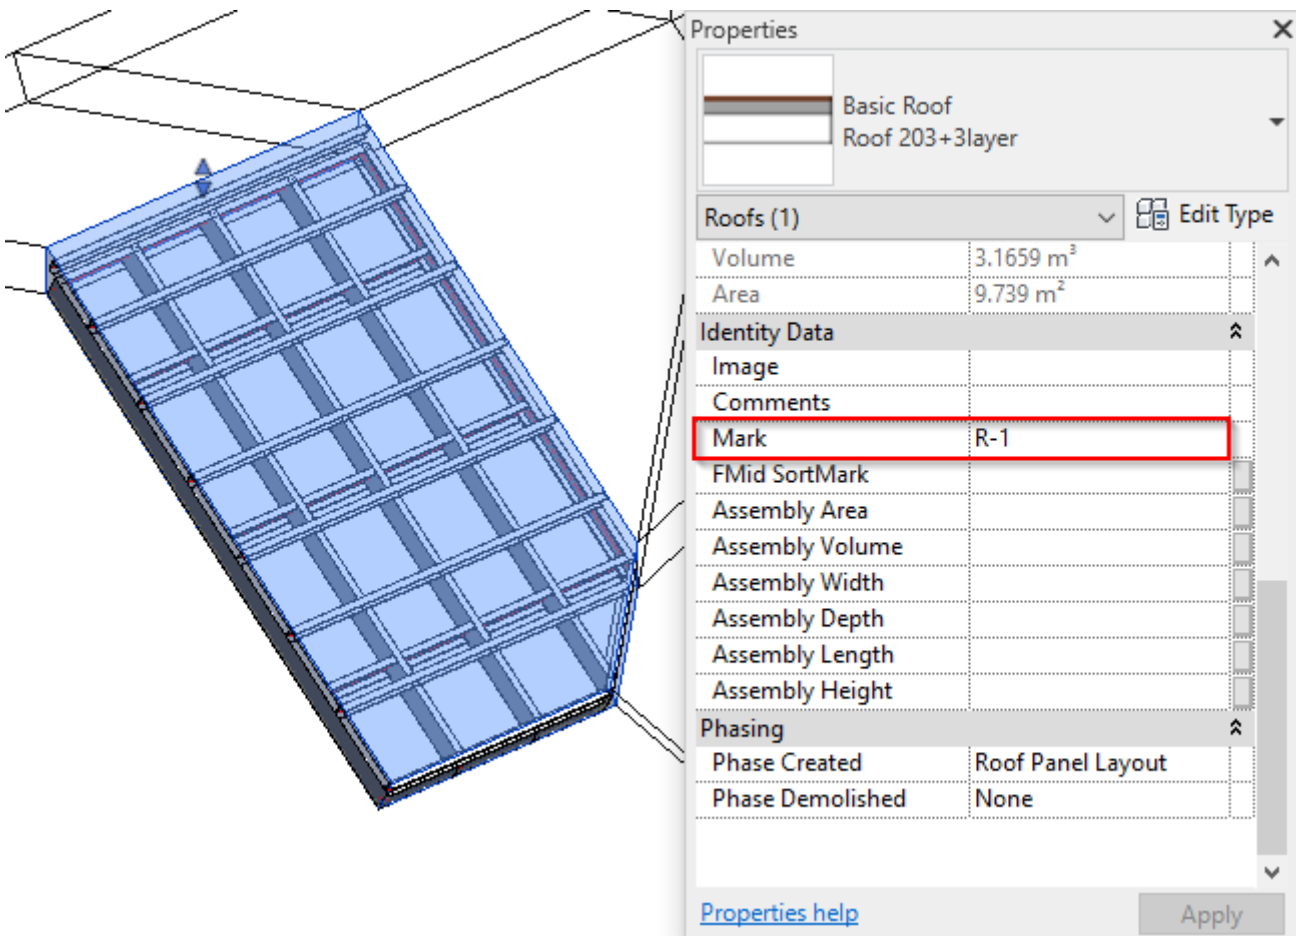 Properties
Basic Roof
Roof 203+3layer
Roofs (1)
Edit Type
Volume 3.1659 m³
Area 9.739 m²
Identity Data
Image
Comments
Mark R-1
FMid SortMark
Assembly Area
Assembly Volume
Assembly Width
Assembly Depth
Assembly Length
Assembly Height
Phasing
Phase Created Roof Panel Layout
Phase Demolished None
Properties help
Apply